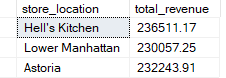 store_location total_revenue
Hell's Kitchen 236511.17
Lower Manhattan 230057.25
Astoria 232243.91